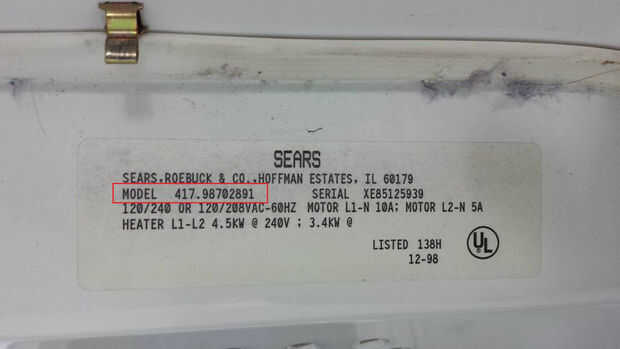 SEARS
SEARS,ROEBUCK & CO.,HOFFMAN ESTATES, IL 60179
MODEL 417.98702891 SERIAL XE85125939
120/240 OR 120/208VAC-60HZ MOTOR L1-N 10A; MOTOR L2-N 5A
HEATER L1-L2 4.5KW @ 240V ; 3.4KW @
LISTED 138H
12-98
UL